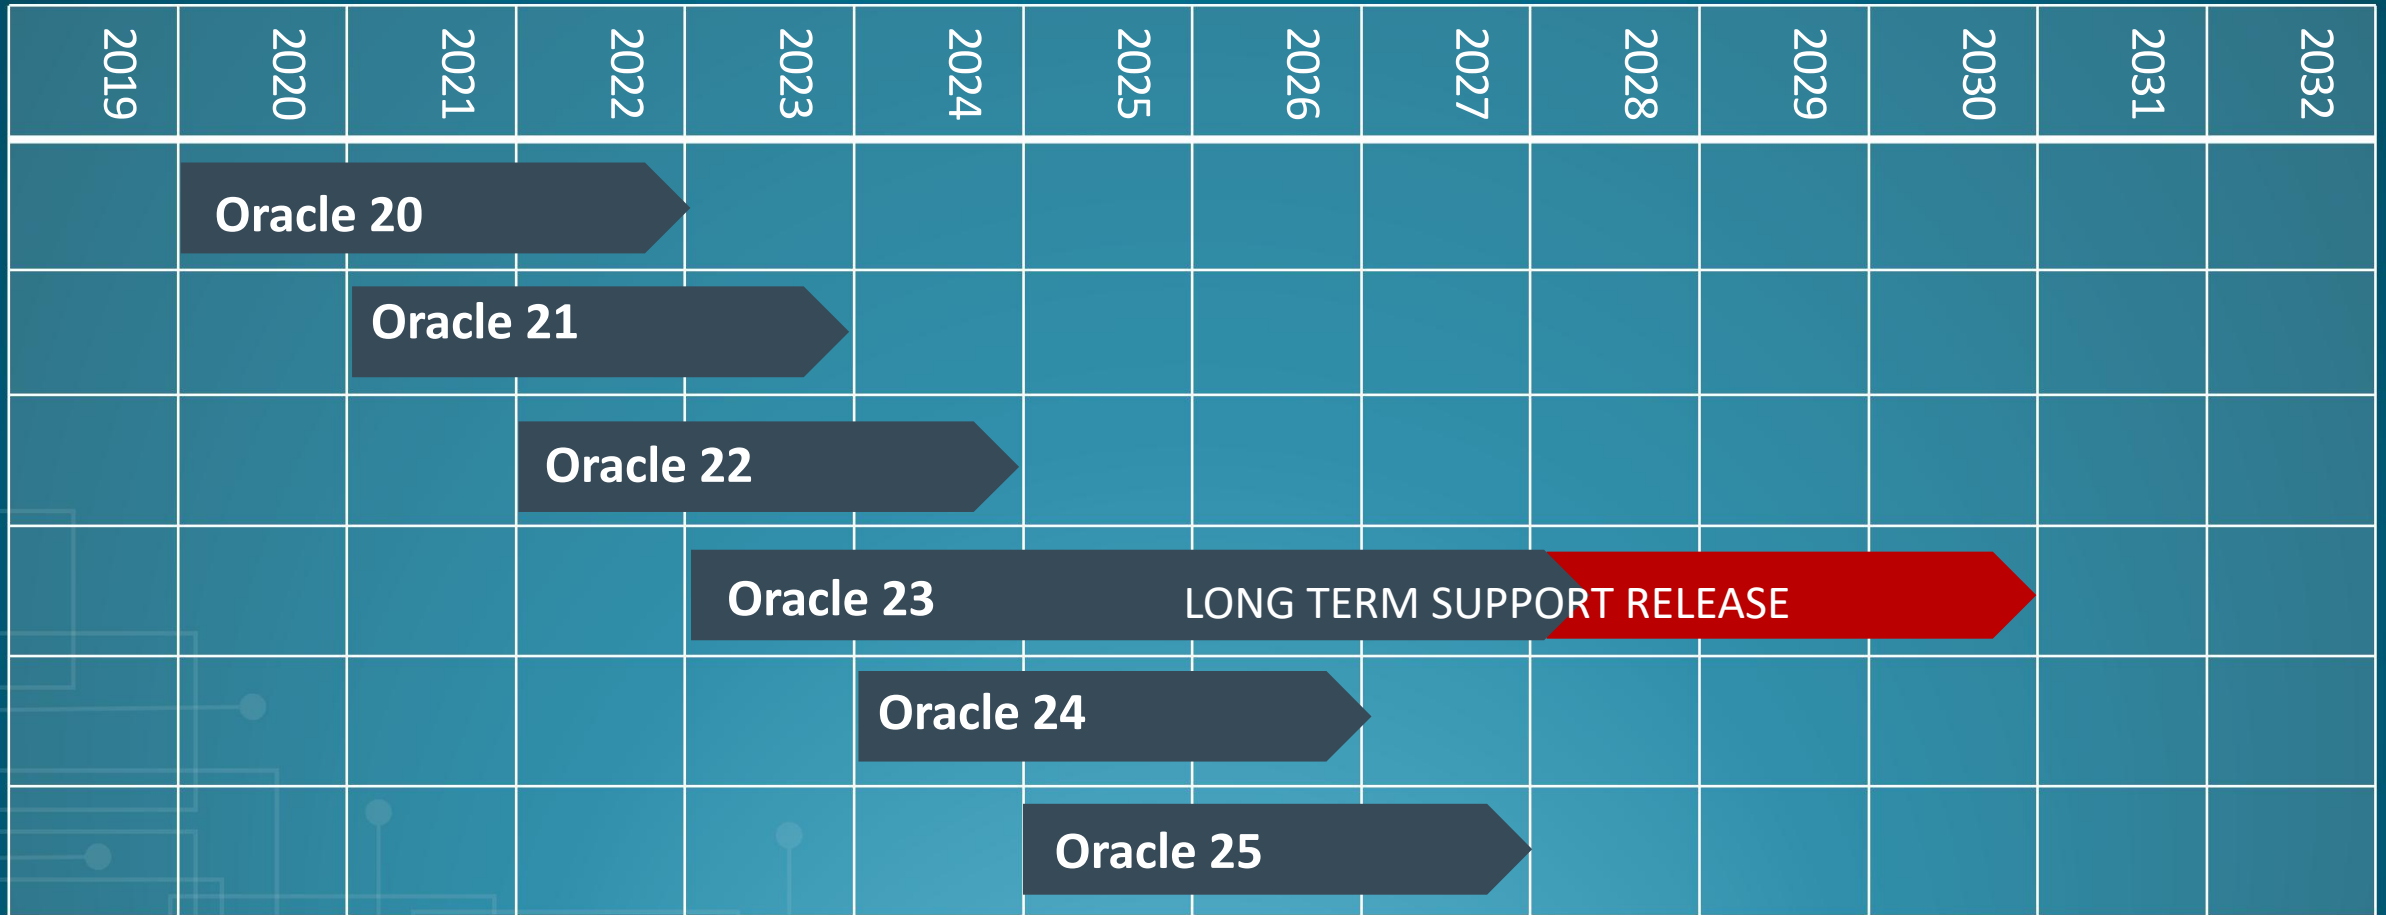 2019
2020
2021
2022
2023
2024
2025
2026
2027
2028
2029
2030
2031
2032
Oracle 20
Oracle 21
Oracle 22
Oracle 23 LONG TERM SUPPORT RELEASE
Oracle 24
Oracle 25